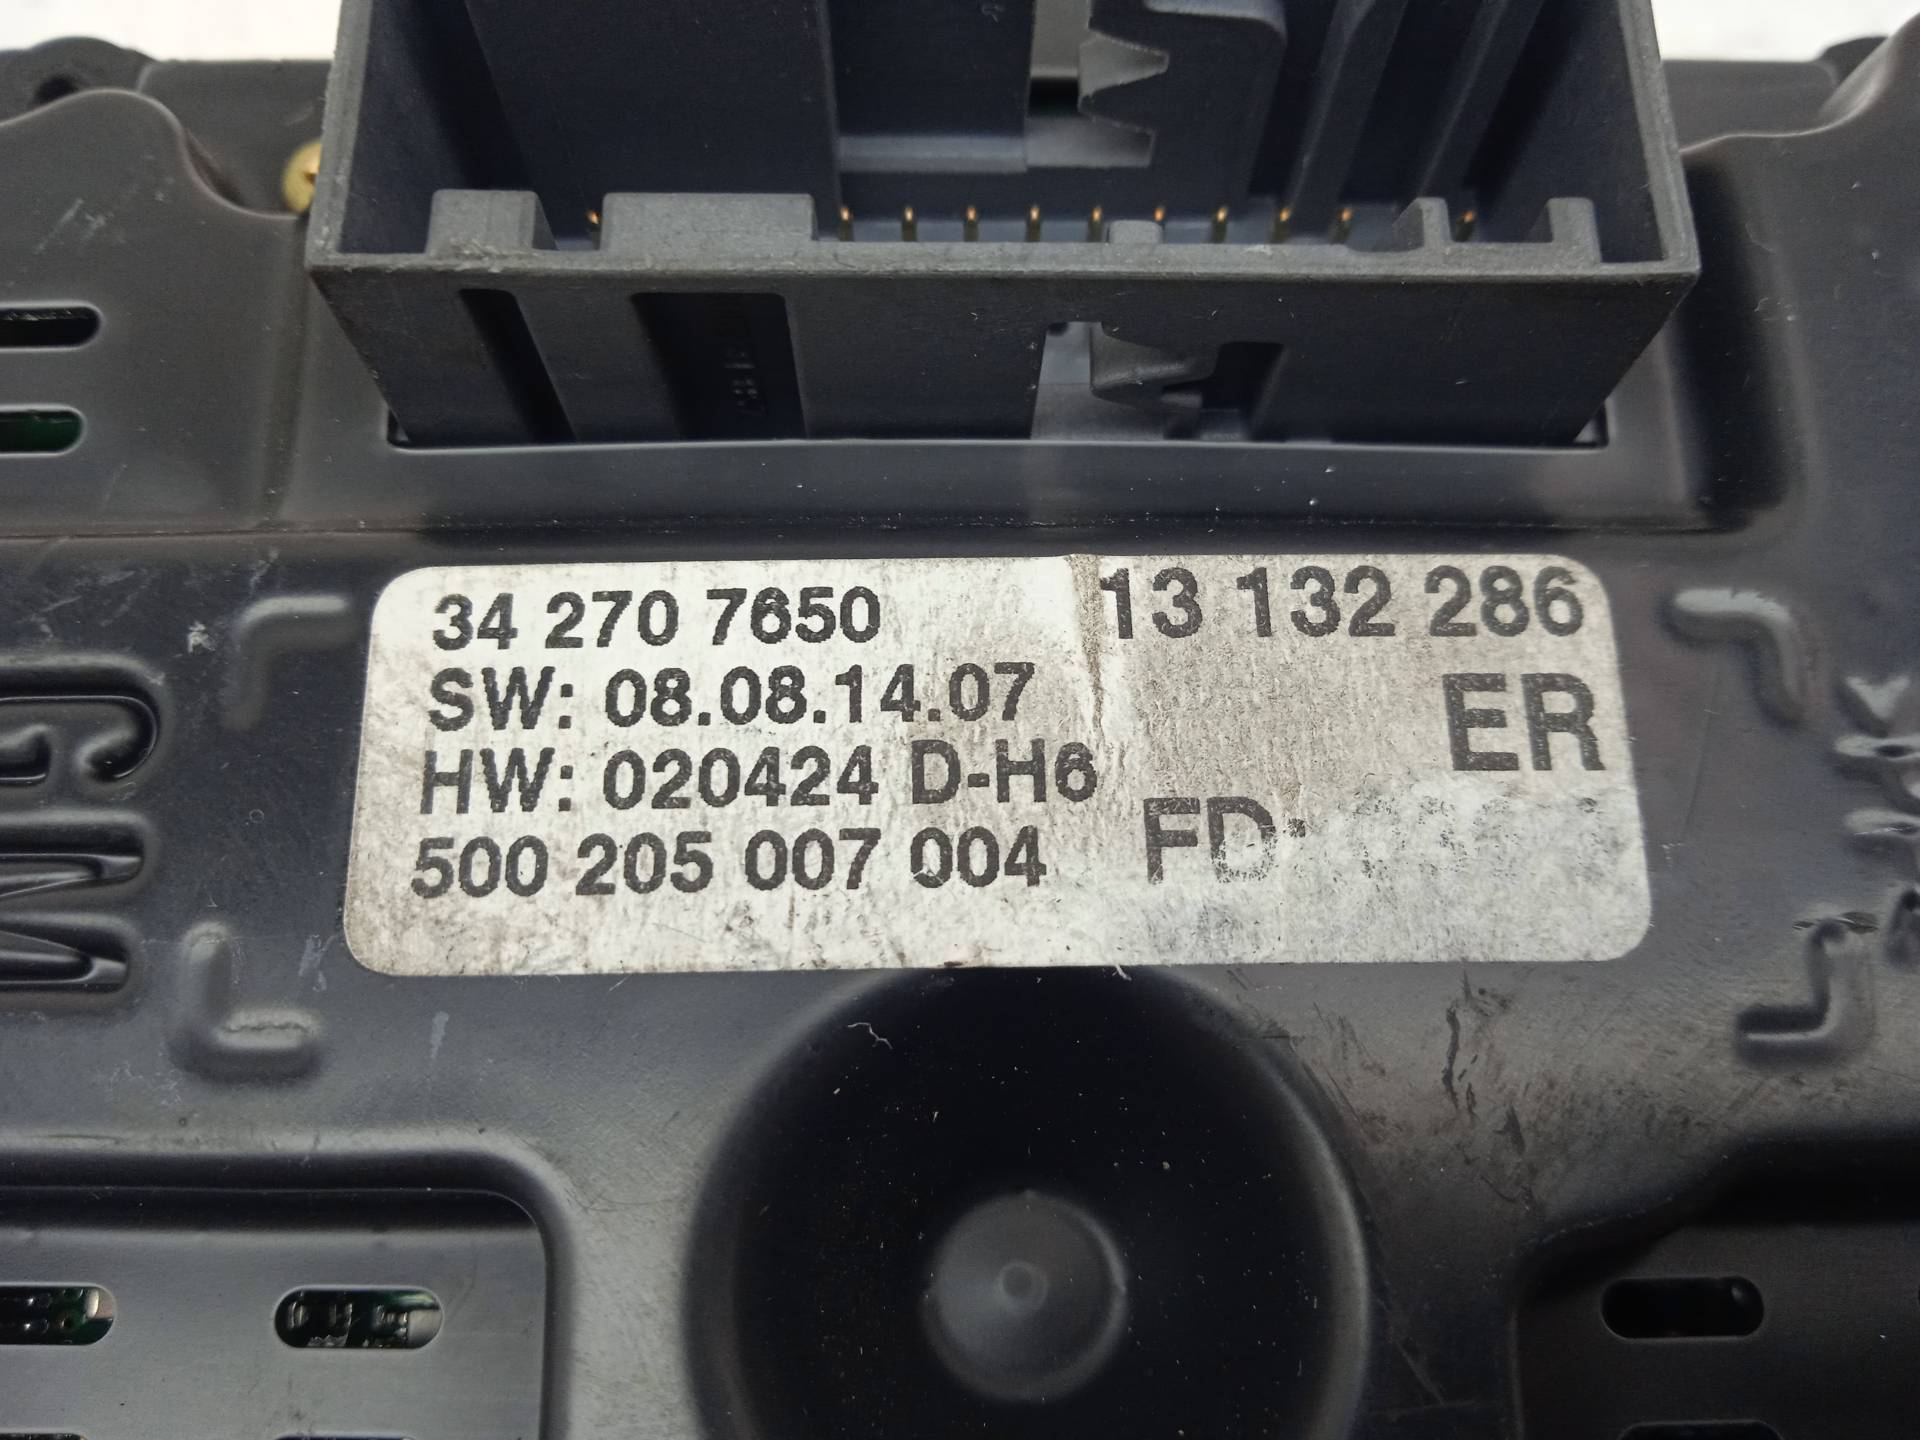 34 270 7650 13 132 286
SW: 08.08.14.07 ER
HW: 020424 D-H6
500 205 007 004 FD:
GM